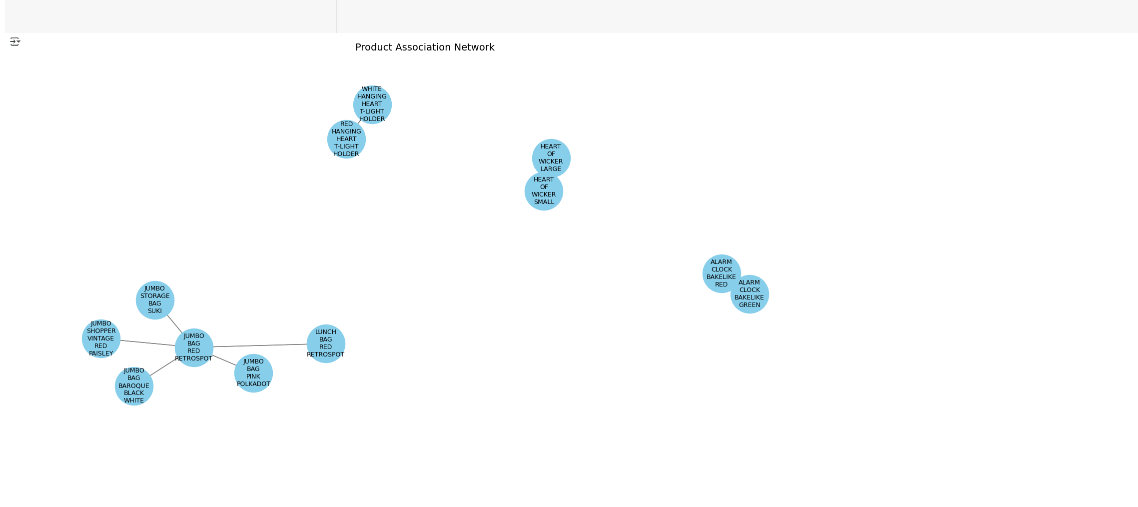 Product Association Network
WHITE
HANGING
HEART
T-LIGHT
HOLDER
RED
HANGING
HEART
T-LIGHT
HOLDER
HEART
OF
WICKER
LARGE
HEART
OF
WICKER
SMALL
ALARM
CLOCK
BAKELIKE
RED
ALARM
CLOCK
BAKELIKE
GREEN
JUMBO
STORAGE
BAG
SUKI
JUMBO
SHOPPER
VINTAGE
RED
PAISLEY
JUMBO
BAG
RED
RETROSPOT
LUNCH
BAG
RED
RETROSPOT
JUMBO
BAG
PINK
POLKADOT
JUMBO
BAG
BAROQUE
BLACK
WHITE